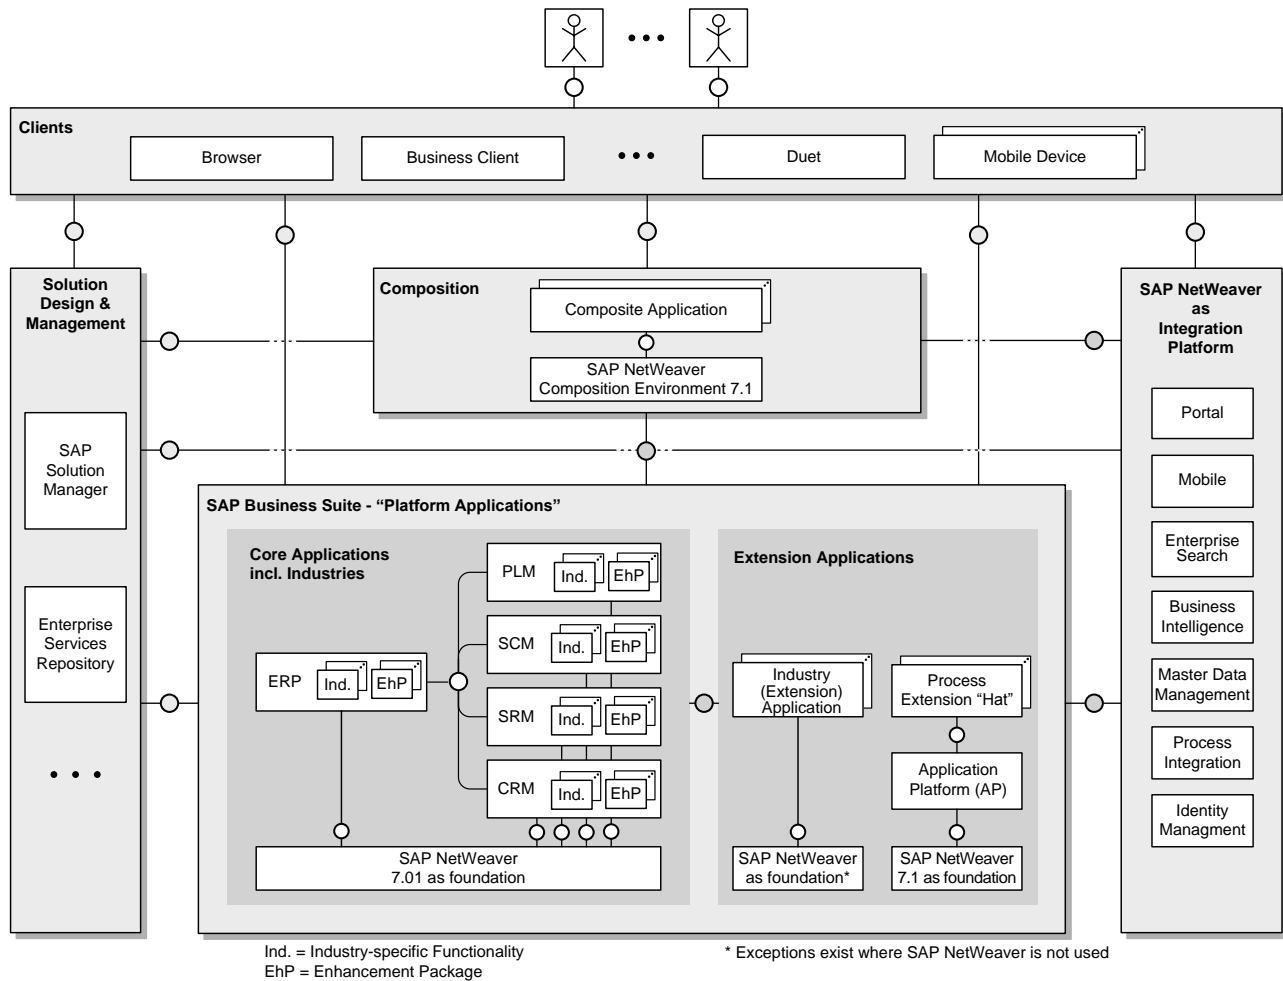 Clients
Browser
Business Client
•••
Duet
Mobile Device
Solution
Design &
Management
SAP
Solution
Manager
Enterprise
Services
Repository
• • •
Composition
Composite Application
SAP NetWeaver
Composition Environment 7.1
SAP NetWeaver
as
Integration
Platform
Portal
Mobile
Enterprise
Search
Business
Intelligence
Master Data
Management
Process
Integration
Identity
Managment
SAP Business Suite - “Platform Applications”
Core Applications
incl. Industries
ERP
Ind.
EhP
PLM
Ind.
EhP
SCM
Ind.
EhP
SRM
Ind.
EhP
CRM
Ind.
EhP
SAP NetWeaver
7.01 as foundation
Extension Applications
Industry
(Extension)
Application
SAP NetWeaver
as foundation*
Process
Extension “Hat”
Application
Platform (AP)
SAP NetWeaver
7.1 as foundation
Ind. = Industry-specific Functionality
EhP = Enhancement Package
* Exceptions exist where SAP NetWeaver is not used